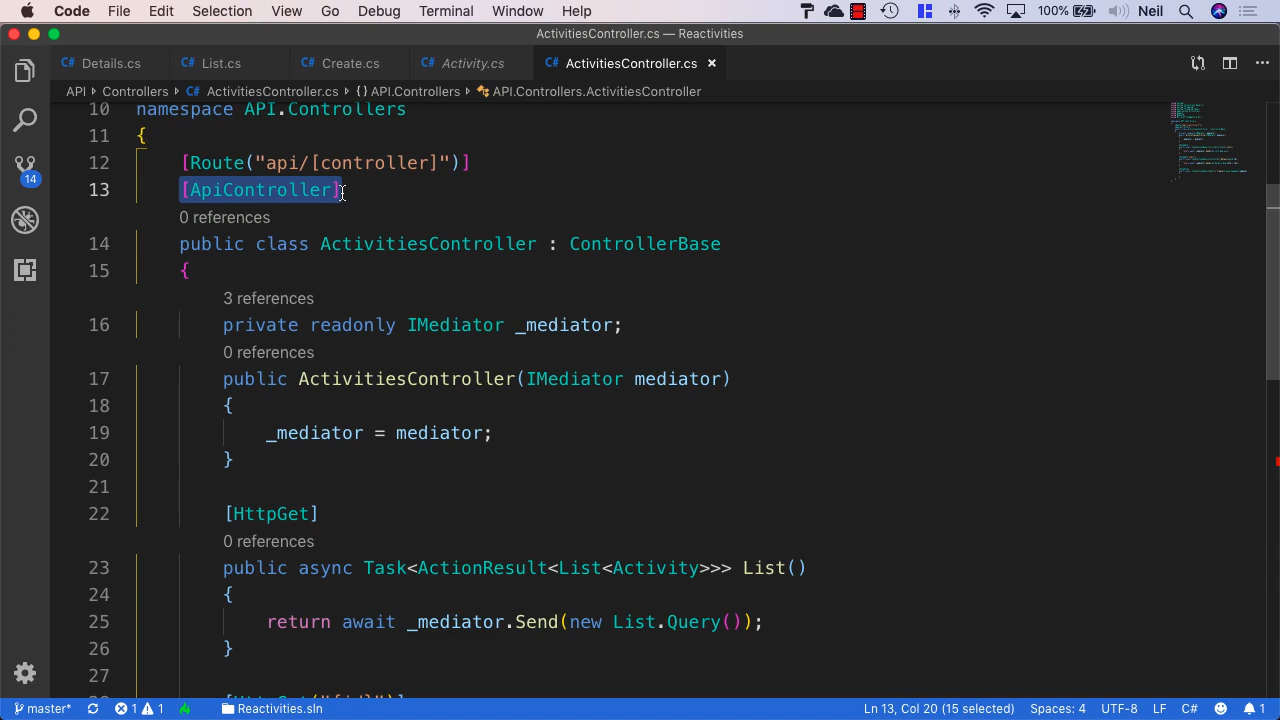 Code File Edit Selection View Go Debug Terminal Window Help 100% Neil
ActivitiesController.cs — Reactivities
C# Details.cs C# List.cs C# Create.cs C# Activity.cs C# ActivitiesController.cs ×
API > Controllers > C# ActivitiesController.cs > {} API.Controllers > API.Controllers.ActivitiesController
10 namespace API.Controllers
11 {
12 [Route("api/[controller]")]
13 [ApiController]
0 references
14 public class ActivitiesController : ControllerBase
15 {
3 references
16 private readonly IMediator _mediator;
0 references
17 public ActivitiesController(IMediator mediator)
18 {
19 _mediator = mediator;
20 }
21
22 [HttpGet]
0 references
23 public async Task<ActionResult<List<Activity>>> List()
24 {
25 return await _mediator.Send(new List.Query());
26 }
27
14
master* 1 1 Reactivities.sln Ln 13, Col 20 (15 selected) Spaces: 4 UTF-8 LF C# 1